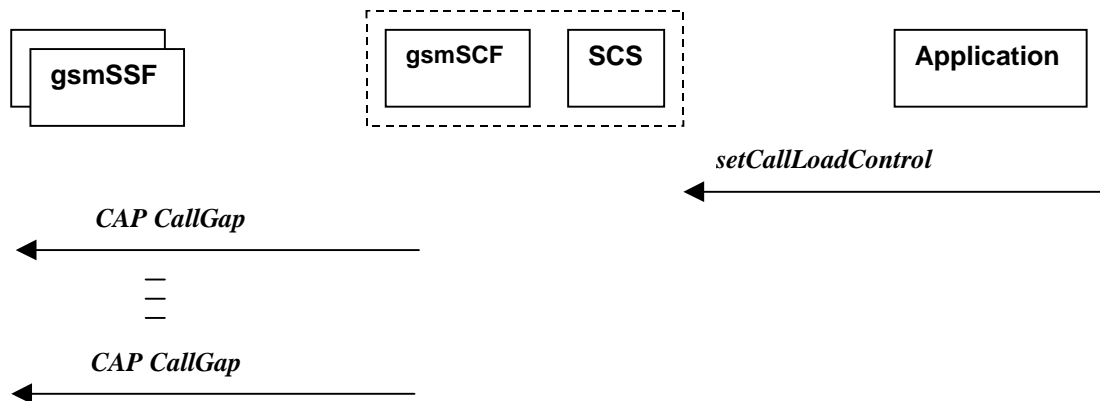 gsmSSF
gsmSCF
SCS
Application
setCallLoadControl
CAP CallGap
CAP CallGap